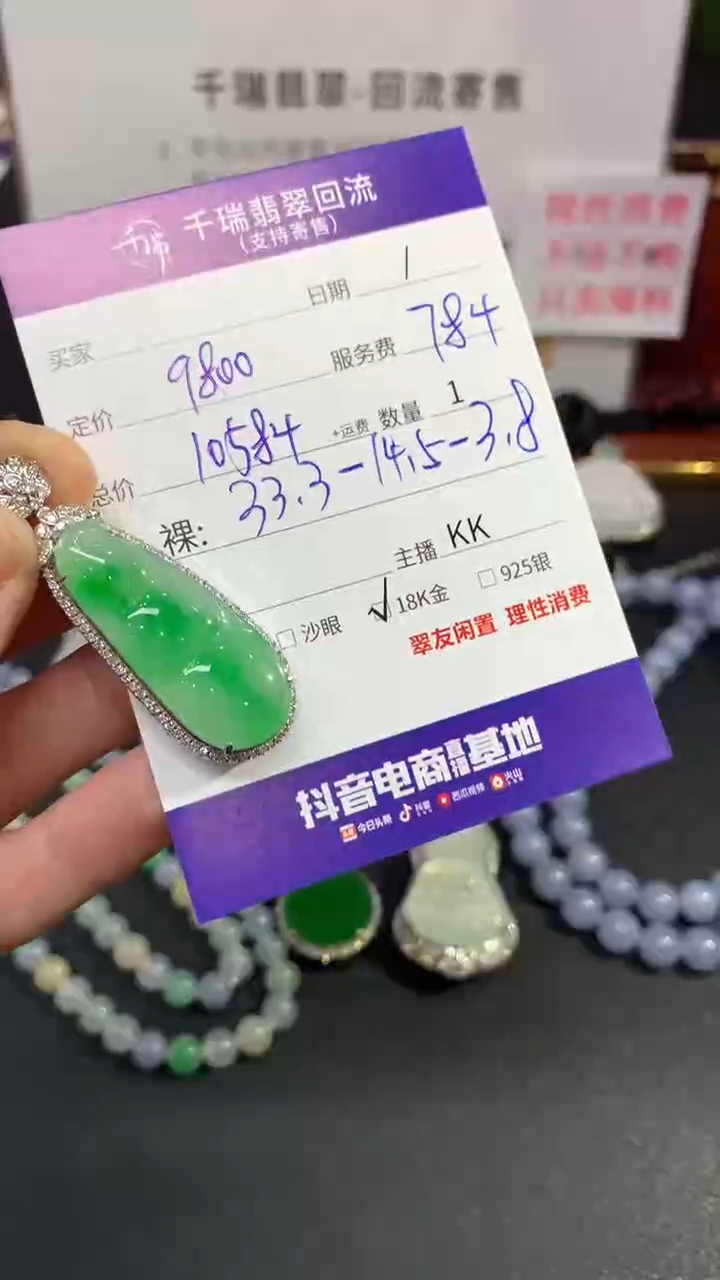 千瑞翡翠-回流寄售
千瑞
千瑞翡翠回流
(支持寄售)
日期 /
买家
定价 9800 服务费 784
总价 10584 +运费 数量 1
裸: 33.3-14.5-3.8
主播 KK
□ 沙眼 ✓ 18K金 □ 925银
翠友闲置 理性消费
抖音电商直播基地
今日头条 抖音 西瓜视频 火山